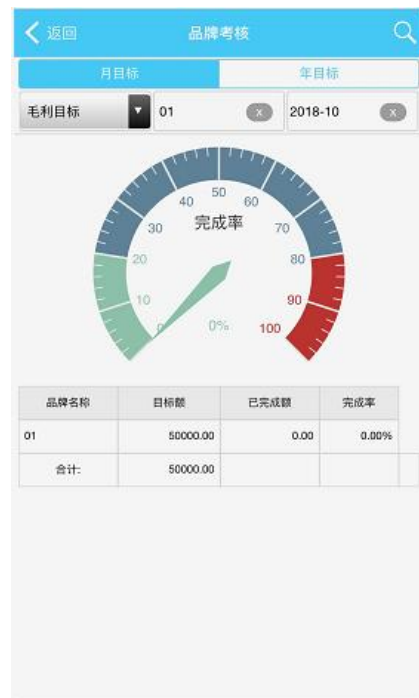 返回 品牌考核
月目标 年目标
毛利目标 01 x 2018-10 x
50
40 60
完成率
30 70
20 80
10 90
0 0% 100
品牌名称 目标额 已完成额 完成率
01 50000.00 0.00 0.00%
合计: 50000.00